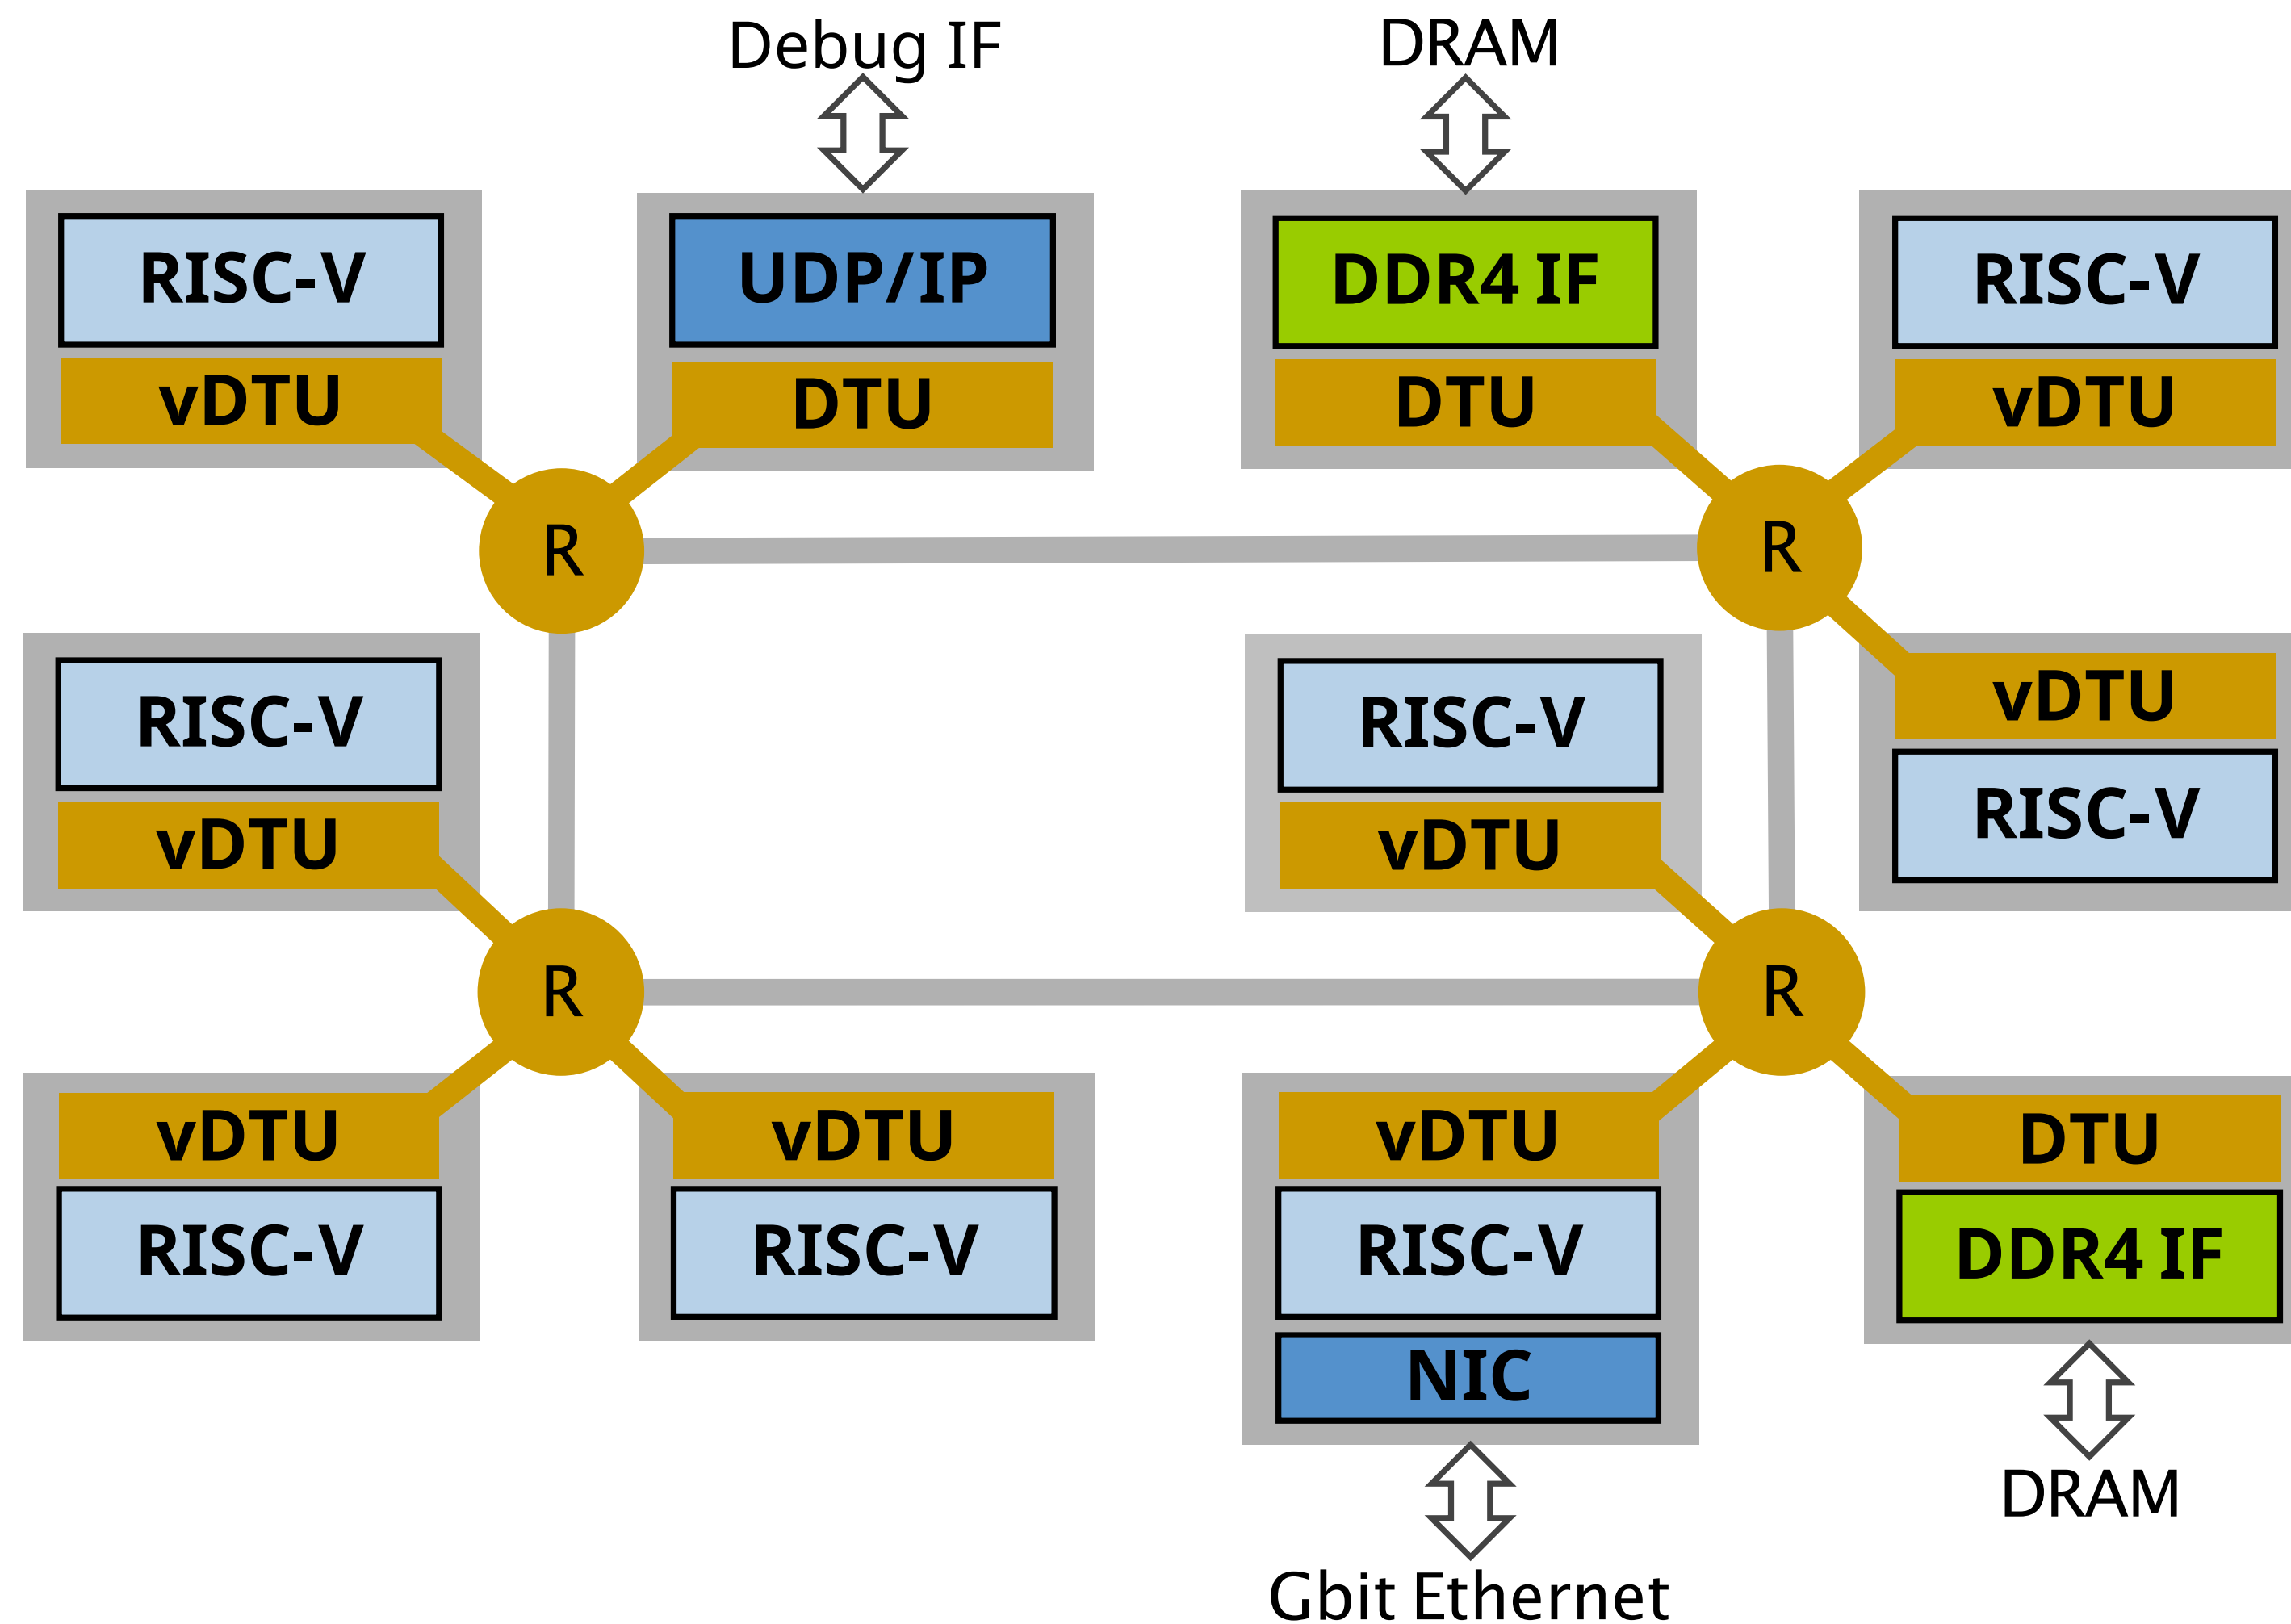 Debug IF
DRAM
RISC-V
vDTU
UDP/IP
DTU
DDR4 IF
DTU
RISC-V
vDTU
R
R
RISC-V
vDTU
RISC-V
vDTU
vDTU
RISC-V
R
R
vDTU
RISC-V
vDTU
RISC-V
vDTU
RISC-V
NIC
DTU
DDR4 IF
DRAM
Gbit Ethernet